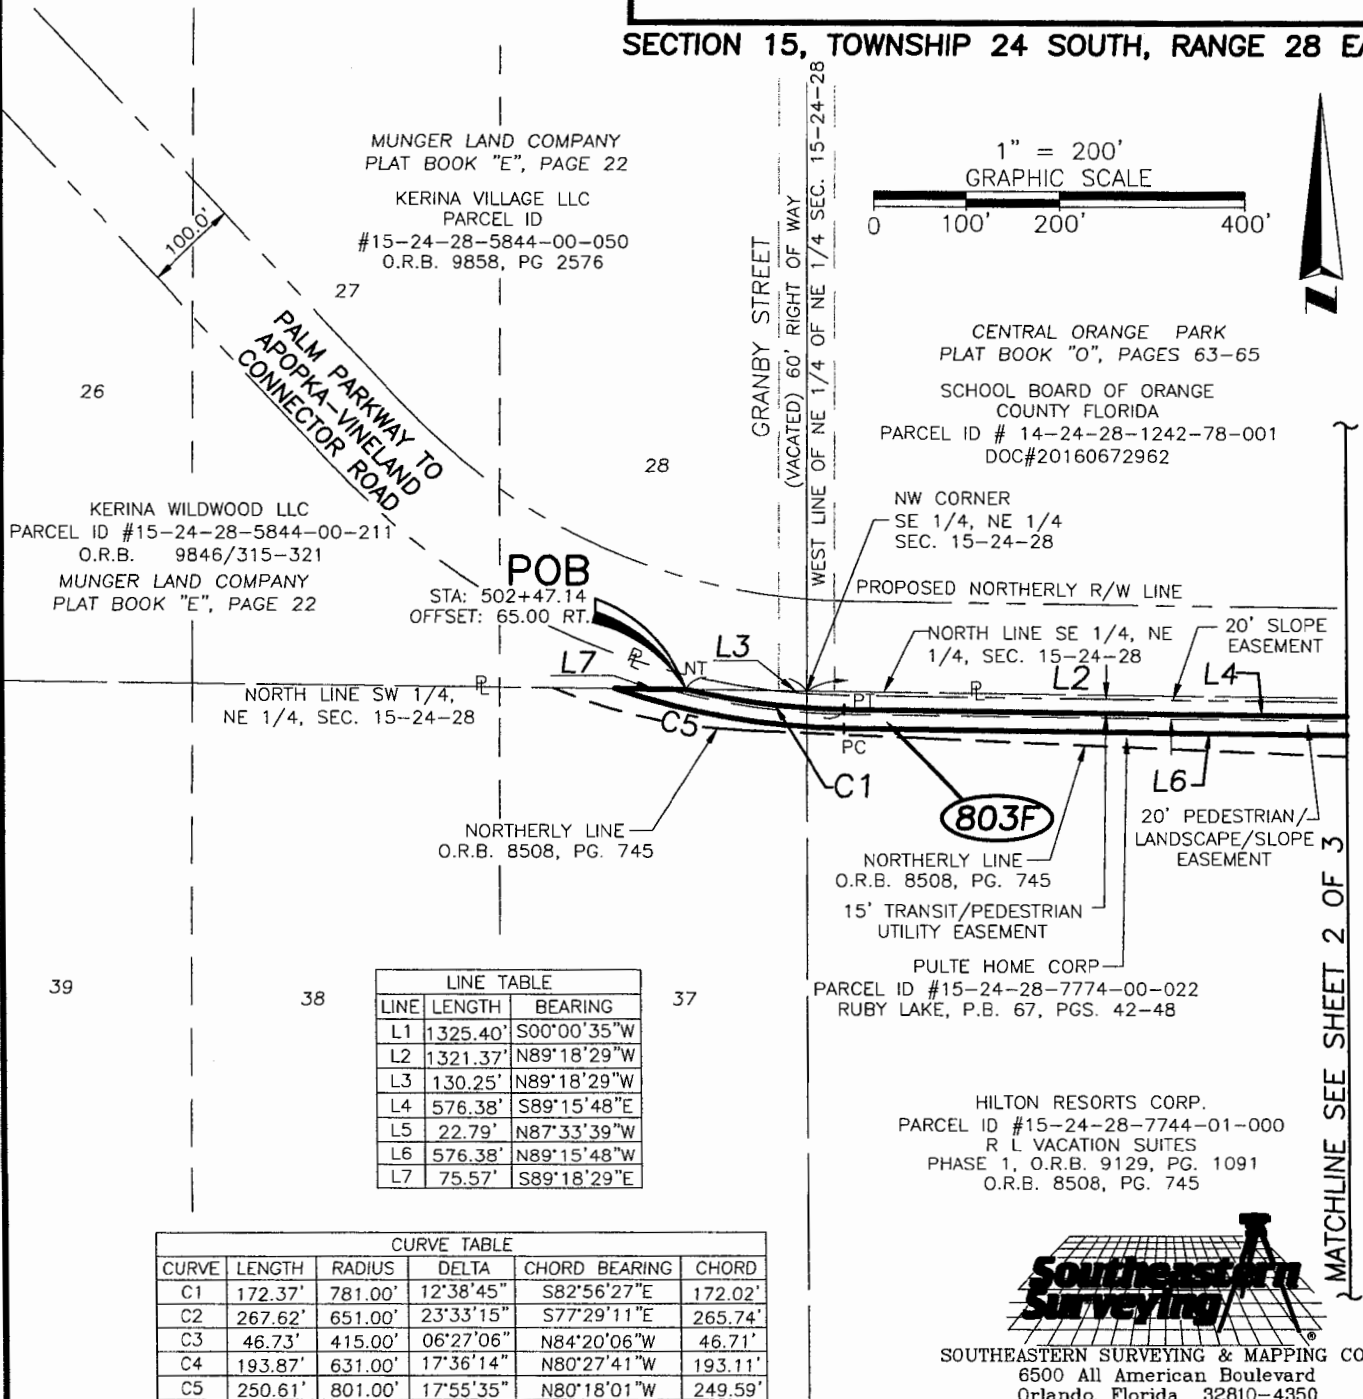 SECTION 15, TOWNSHIP 24 SOUTH, RANGE 28
MUNGER LAND COMPANY
PLAT BOOK "E", PAGE 22
KERINA VILLAGE LLC
PARCEL ID
#15-24-28-5844-00-050
O.R.B. 9858, PG 2576
1" = 200'
GRAPHIC SCALE
0 100' 200' 400'
GRANBY STREET
(VACATED) 60' RIGHT OF WAY
WEST LINE OF NE 1/4 OF NE 1/4 SEC. 15-24-28
100.0'
27
PALM PARKWAY TO
APOPKA-VINELAND
CONNECTOR ROAD
26
28
CENTRAL ORANGE PARK
PLAT BOOK "O", PAGES 63-65
SCHOOL BOARD OF ORANGE
COUNTY FLORIDA
PARCEL ID # 14-24-28-1242-78-001
DOC#20160672962
NW CORNER
SE 1/4, NE 1/4
SEC. 15-24-28
KERINA WILDWOOD LLC
PARCEL ID #15-24-28-5844-00-211
O.R.B. 9846/315-321
MUNGER LAND COMPANY
PLAT BOOK "E", PAGE 22
POB
STA: 502+47.14
OFFSET: 65.00 RT.
PROPOSED NORTHERLY R/W LINE
NORTH LINE SE 1/4, NE
1/4, SEC. 15-24-28
20' SLOPE
EASEMENT
L7
PL
NT
L3
PT
PL
L2
L4
PL
NORTH LINE SW 1/4,
NE 1/4, SEC. 15-24-28
C5
PC
C1
L6
803F
NORTHERLY LINE
O.R.B. 8508, PG. 745
NORTHERLY LINE
O.R.B. 8508, PG. 745
20' PEDESTRIAN/
LANDSCAPE/SLOPE
EASEMENT
15' TRANSIT/PEDESTRIAN
UTILITY EASEMENT
PULTE HOME CORP
PARCEL ID #15-24-28-7774-00-022
RUBY LAKE, P.B. 67, PGS. 42-48
39
38
37
MATCHLINE SEE SHEET 2 OF 3
LINE TABLE
LINE LENGTH BEARING
L1 1325.40' S00°00'35"W
L2 1321.37' N89°18'29"W
L3 130.25' N89°18'29"W
L4 576.38' S89°15'48"E
L5 22.79' N87°33'39"W
L6 576.38' N89°15'48"W
L7 75.57' S89°18'29"E
HILTON RESORTS CORP.
PARCEL ID #15-24-28-7744-01-000
R L VACATION SUITES
PHASE 1, O.R.B. 9129, PG. 1091
O.R.B. 8508, PG. 745
CURVE TABLE
CURVE LENGTH RADIUS DELTA CHORD BEARING CHORD
C1 172.37' 781.00' 12°38'45" S82°56'27"E 172.02'
C2 267.62' 651.00' 23°33'15" S77°29'11"E 265.74'
C3 46.73' 415.00' 06°27'06" N84°20'06"W 46.71'
C4 193.87' 631.00' 17°36'14" N80°27'41"W 193.11'
C5 250.61' 801.00' 17°55'35" N80°18'01"W 249.59'
Southeastern
Surveying
®
SOUTHEASTERN SURVEYING & MAPPING CO
6500 All American Boulevard
Orlando, Florida 32810-4350